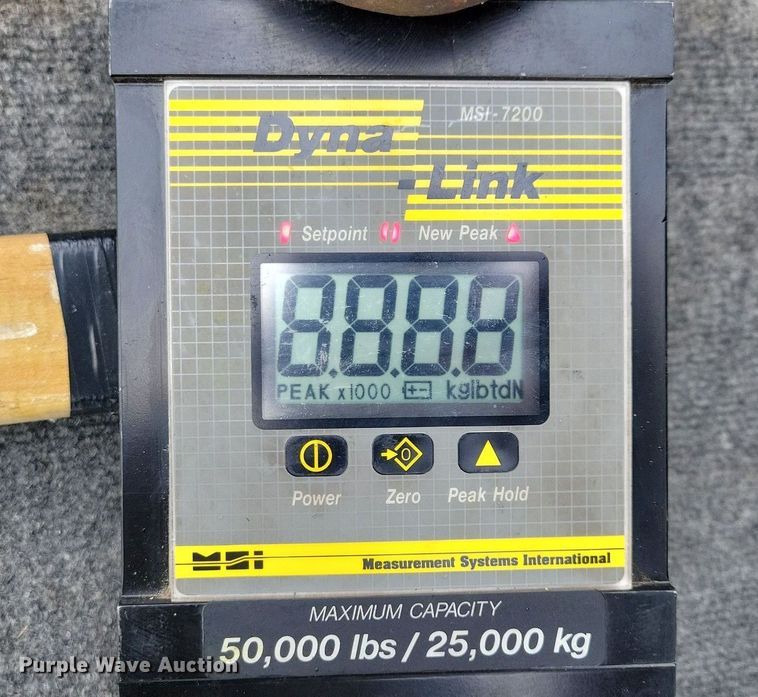 MSI-7200
Dyna
-Link
Setpoint New Peak
8.8.8.8
PEAK x1000 kglbtdN
Power Zero Peak Hold
MSI Measurement Systems International
MAXIMUM CAPACITY
50,000 lbs / 25,000 kg
Purple Wave Auction